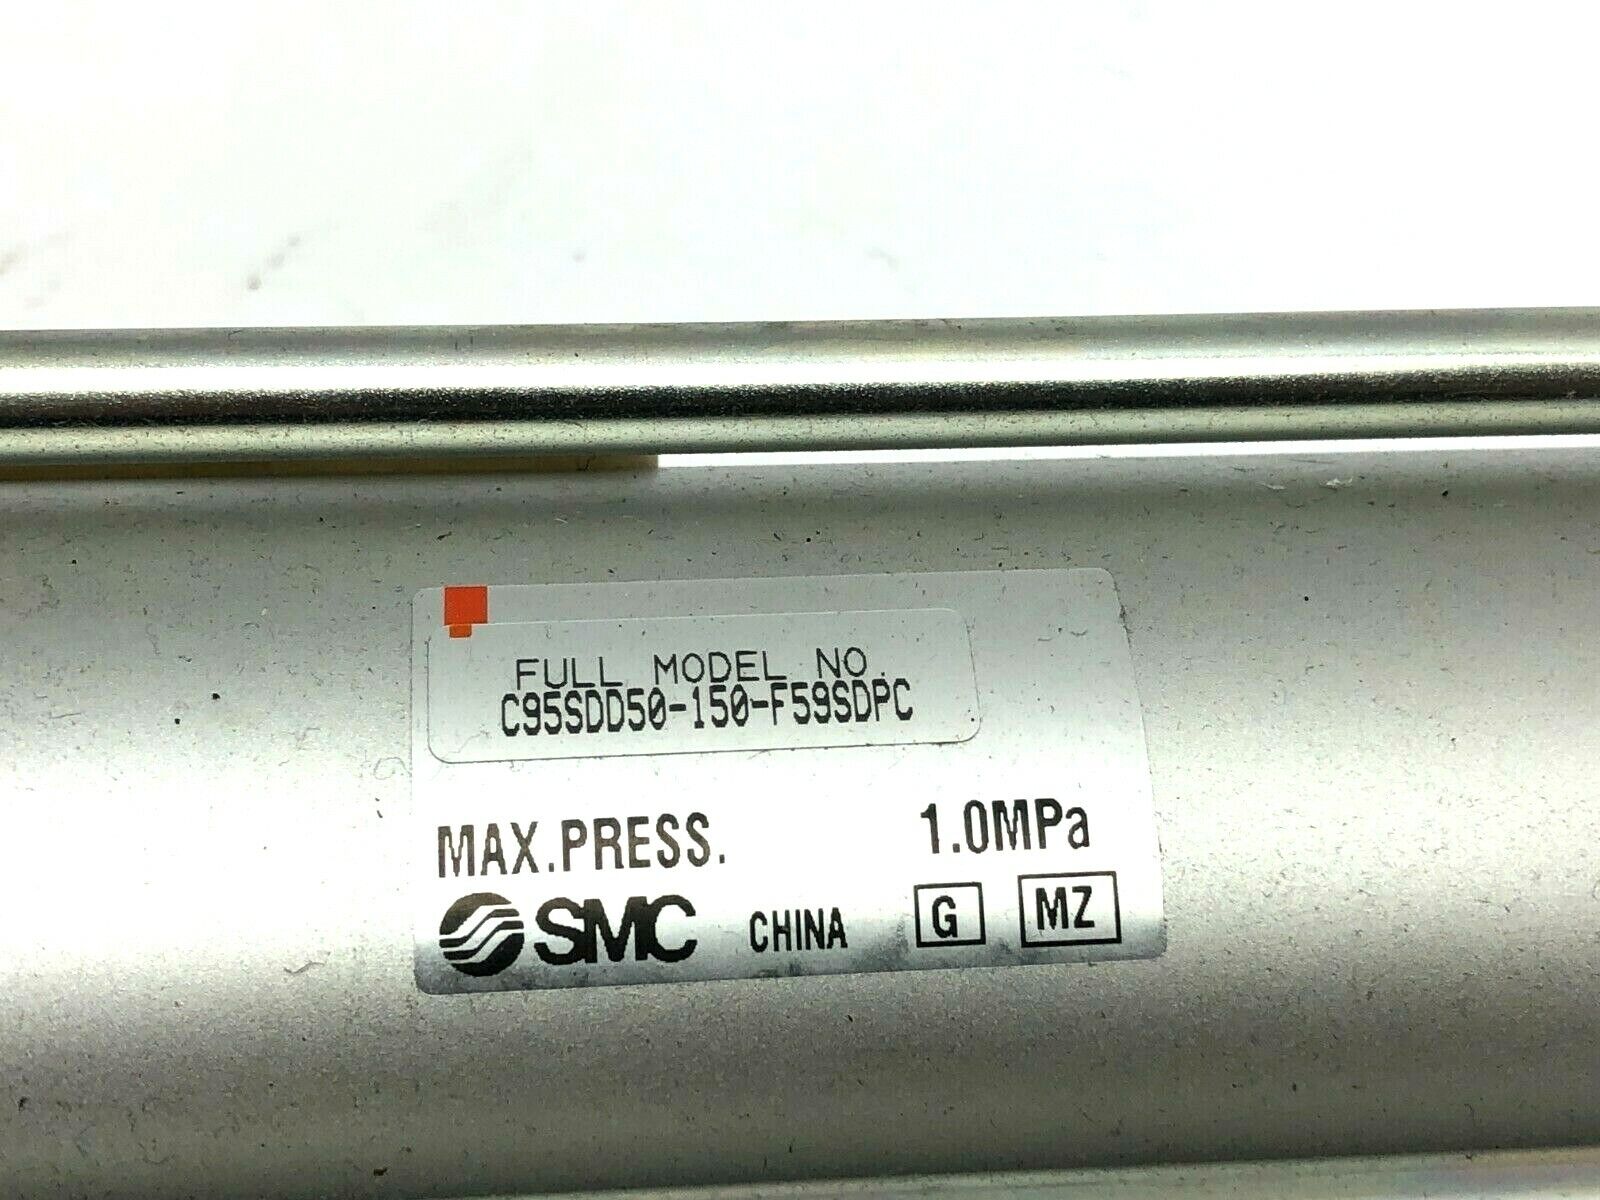 FULL MODEL NO.
C95SDD50-150-F59SDPC
MAX.PRESS. 1.0MPa
SMC CHINA G MZ